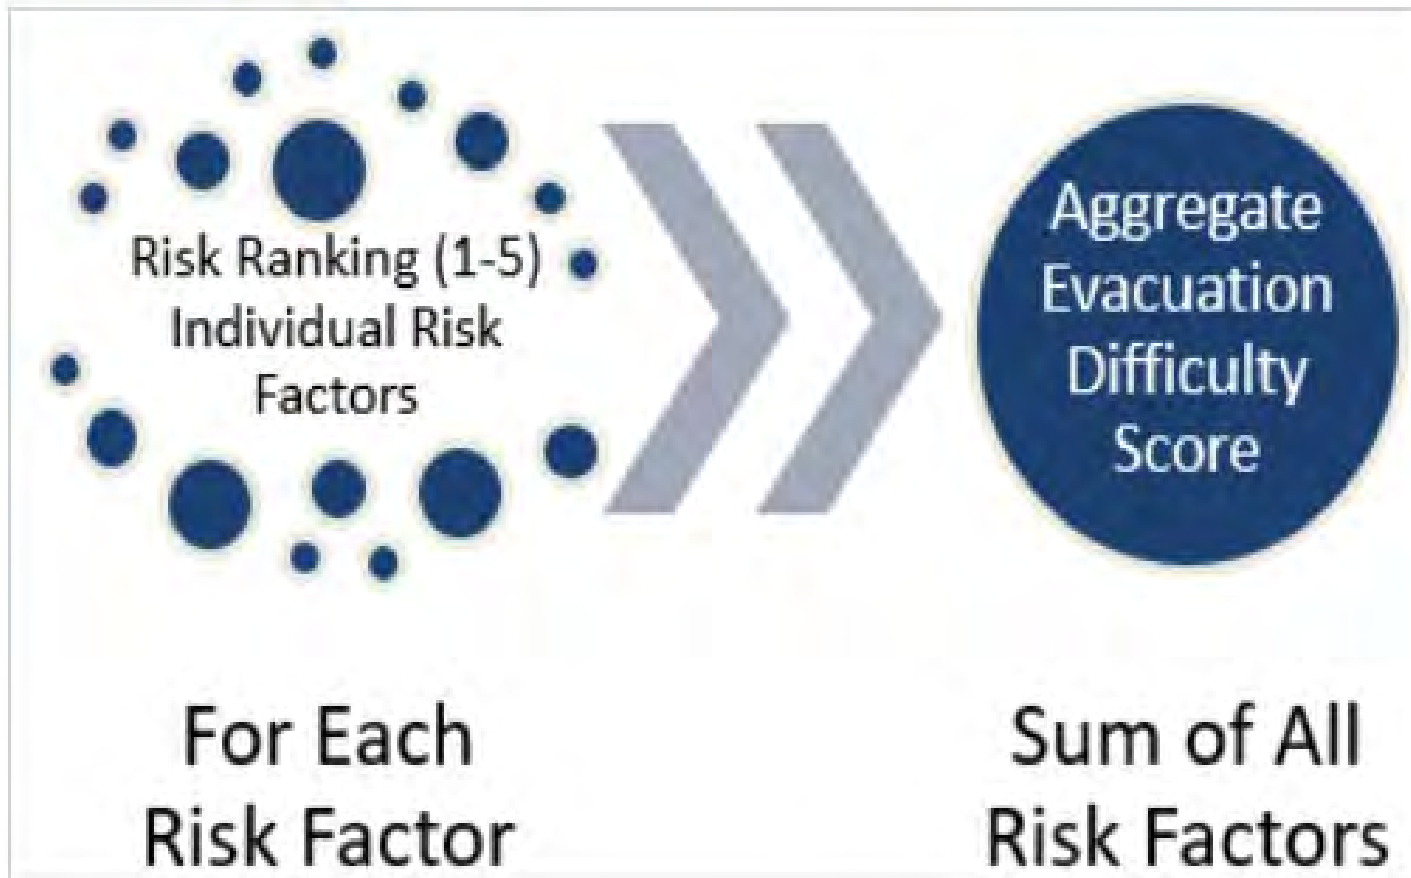 Risk Ranking (1-5)
Individual Risk
Factors
Aggregate
Evacuation
Difficulty
Score
For Each
Risk Factor
Sum of All
Risk Factors